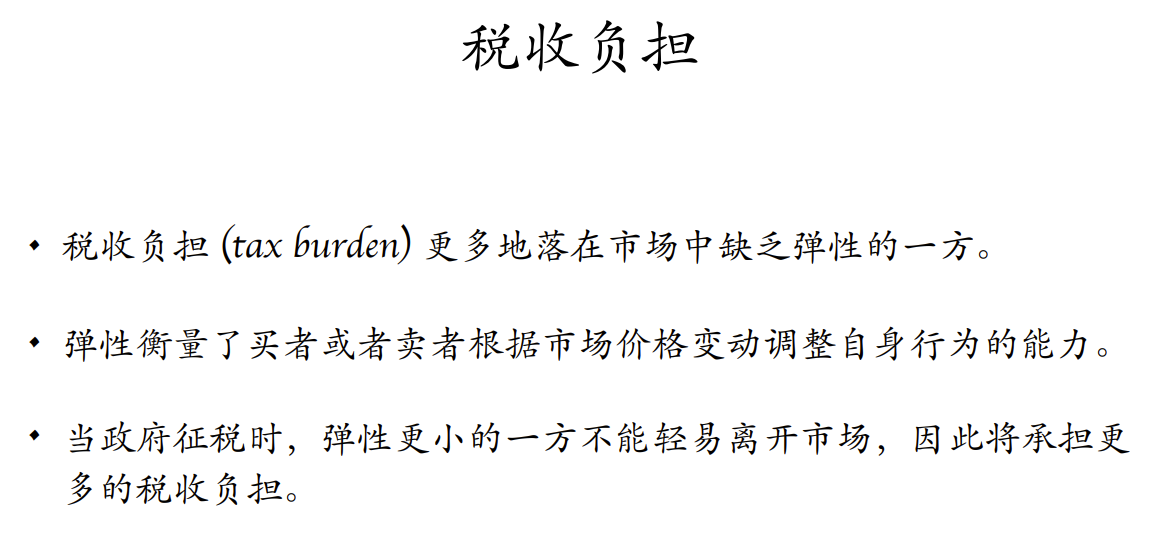 税收负担
• 税收负担 (tax burden) 更多地落在市场中缺乏弹性的一方。
• 弹性衡量了买者或者卖者根据市场价格变动调整自身行为的能力。
• 当政府征税时，弹性更小的一方不能轻易离开市场，因此将承担更
多的税收负担。